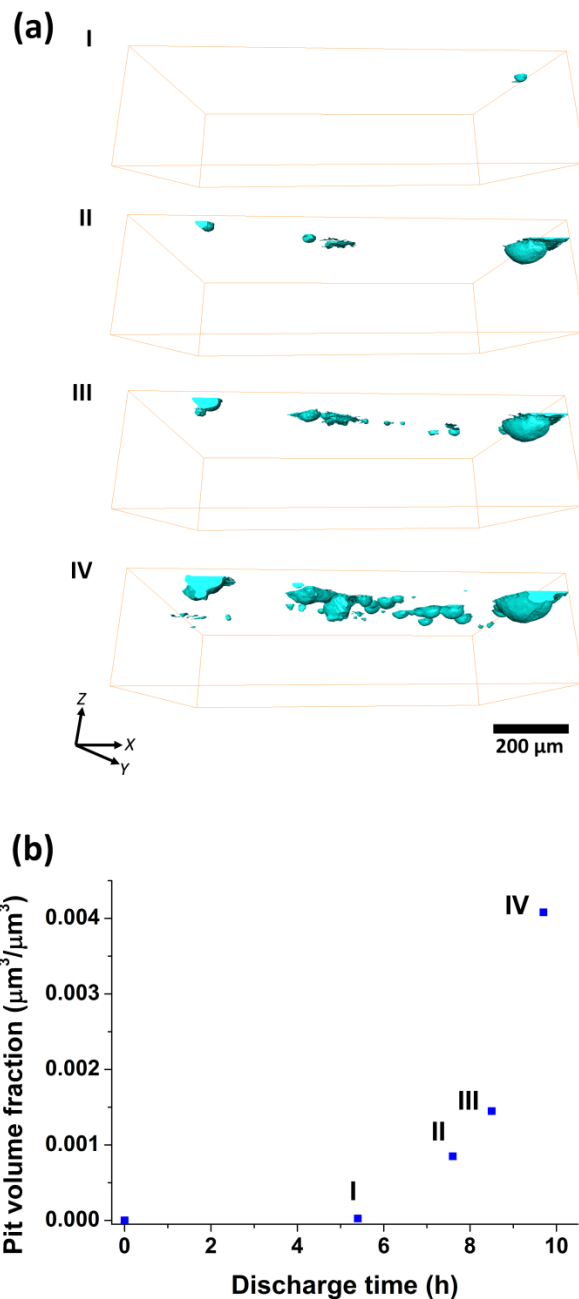 (a)
I
II
III
IV
Z
X
Y
200 µm
(b)
Pit volume fraction (µm³/µm³)
0.004
0.003
0.002
0.001
0.000
IV
III
II
I
0 2 4 6 8 10
Discharge time (h)